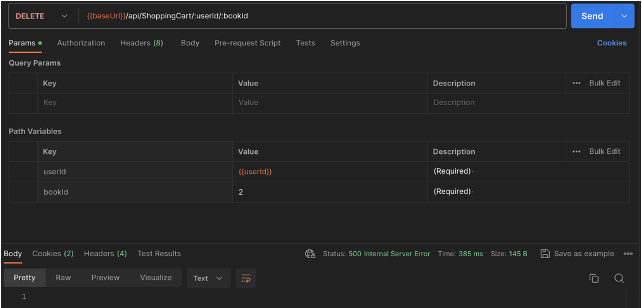 DELETE {{baseUrl}}/api/ShoppingCart/:userId/:bookId Send
Params Authorization Headers (8) Body Pre-request Script Tests Settings Cookies
Query Params
Key Value Description ••• Bulk Edit
Key Value Description
Path Variables
Key Value Description ••• Bulk Edit
userId {{userId}} (Required)
bookId 2 (Required)
Body Cookies (2) Headers (4) Test Results Status: 500 Internal Server Error Time: 385 ms Size: 145 B Save as example •••
Pretty Raw Preview Visualize Text
1